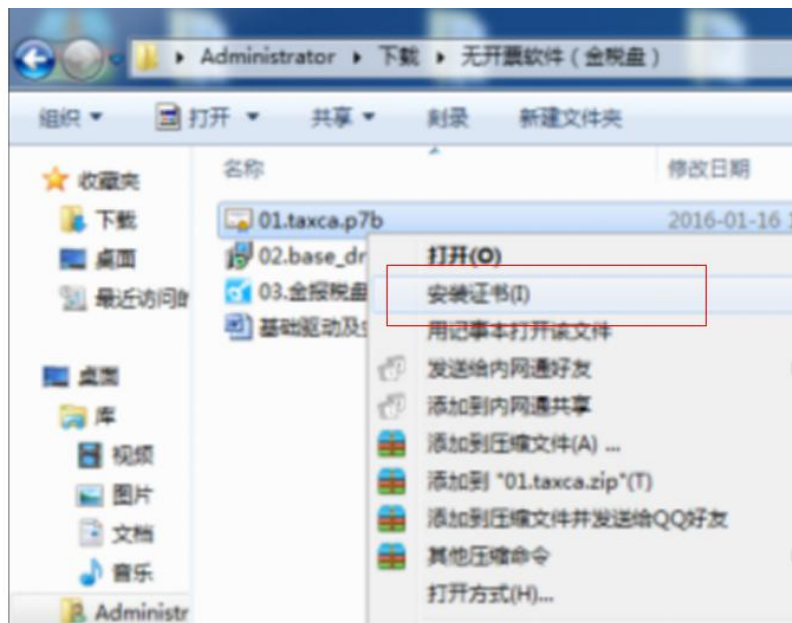 Administrator ▸ 下载 ▸ 无开票软件（金税盘）
组织 打开 共享 刻录 新建文件夹
名称 修改日期
收藏夹
下载
桌面
最近访问的
桌面
库
视频
图片
文档
音乐
Administr
01.taxca.p7b 2016-01-16 1
02.base_dr
03.金报税盘
基础驱动及
打开(O)
安装证书(I)
用记事本打开该文件
发送给内网通好友
添加到内网通共享
添加到压缩文件(A) ...
添加到 "01.taxca.zip"(T)
添加到压缩文件并发送给QQ好友
其他压缩命令
打开方式(H)...